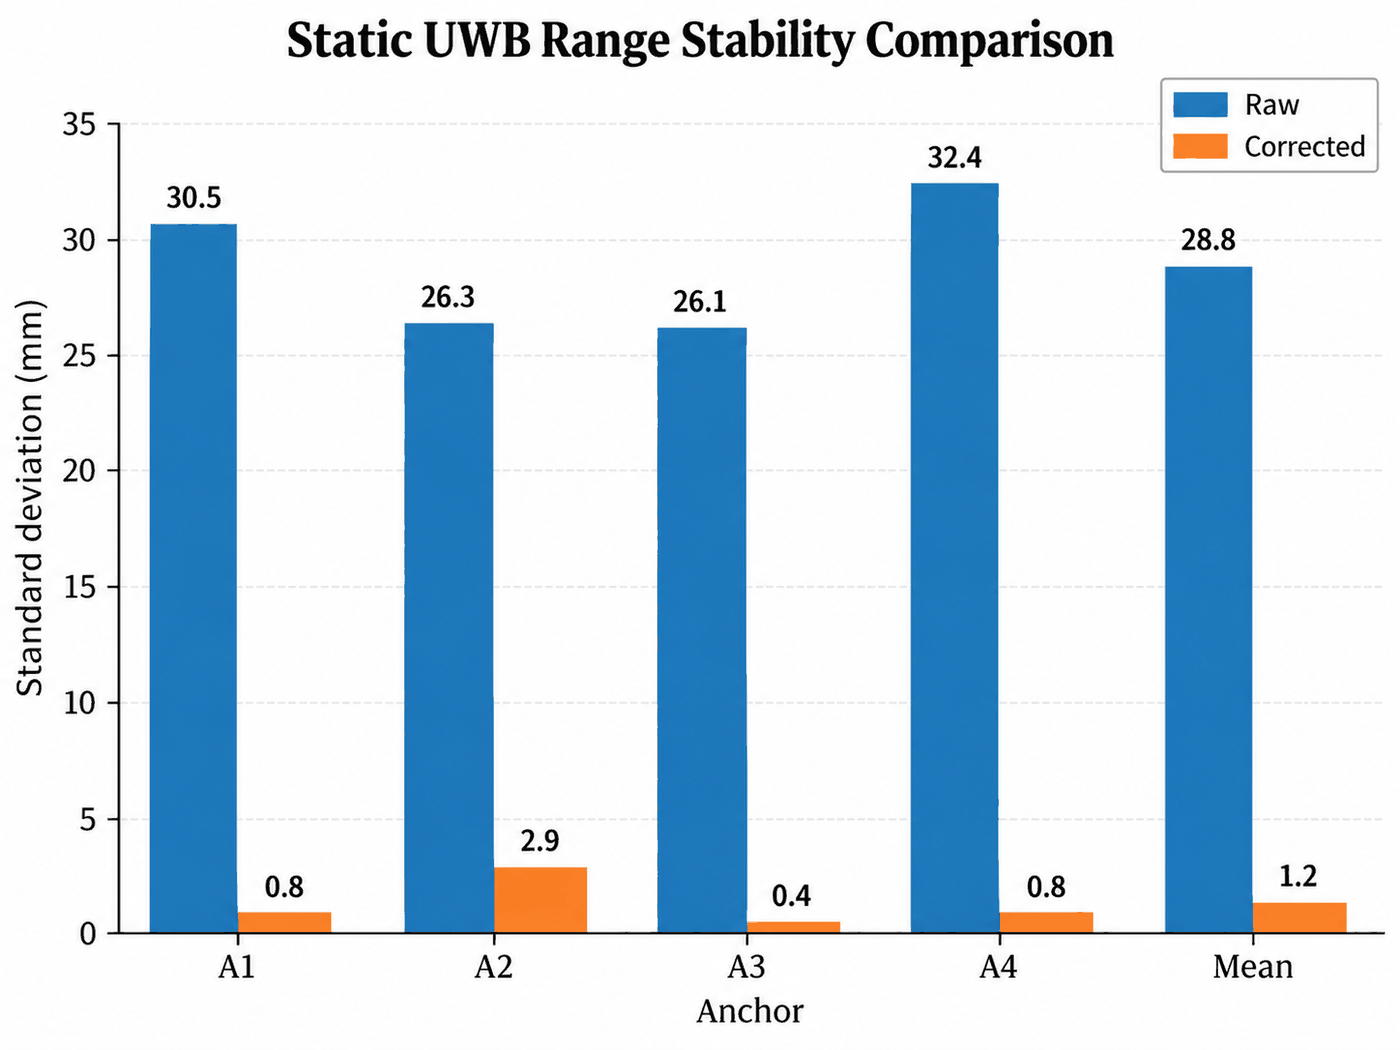 Static UWB Range Stability Comparison
Raw
Corrected
Standard deviation (mm)
35
30
25
20
15
10
5
0
30.5
0.8
26.3
2.9
26.1
0.4
32.4
0.8
28.8
1.2
A1
A2
A3
A4
Mean
Anchor